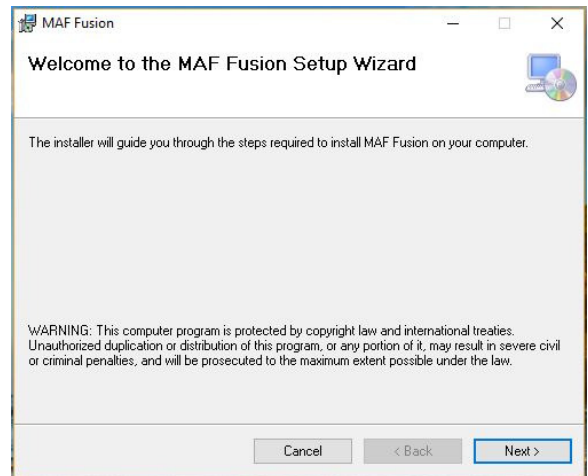 MAF Fusion
Welcome to the MAF Fusion Setup Wizard
The installer will guide you through the steps required to install MAF Fusion on your computer.
WARNING: This computer program is protected by copyright law and international treaties.
Unauthorized duplication or distribution of this program, or any portion of it, may result in severe civil
or criminal penalties, and will be prosecuted to the maximum extent possible under the law.
Cancel
< Back
Next >